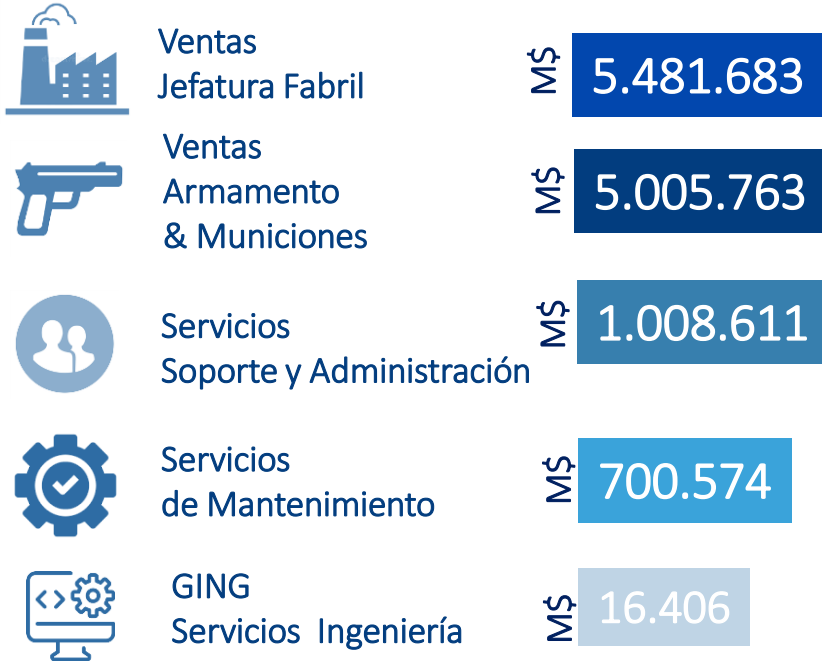 Ventas
Jefatura Fabril
M$
5.481.683
Ventas
Armamento
& Municiones
M$
5.005.763
Servicios
Soporte y Administración
M$
1.008.611
Servicios
de Mantenimiento
M$
700.574
GING
Servicios Ingeniería
M$
16.406